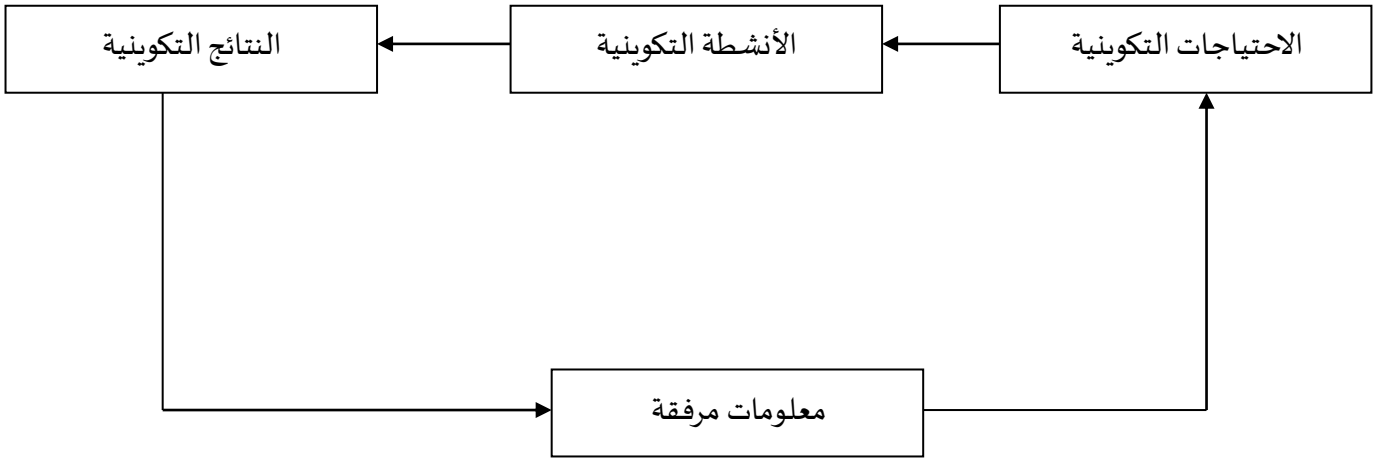 الاحتياجات التكوينية
الأنشطة التكوينية
النتائج التكوينية
معلومات مرفقة